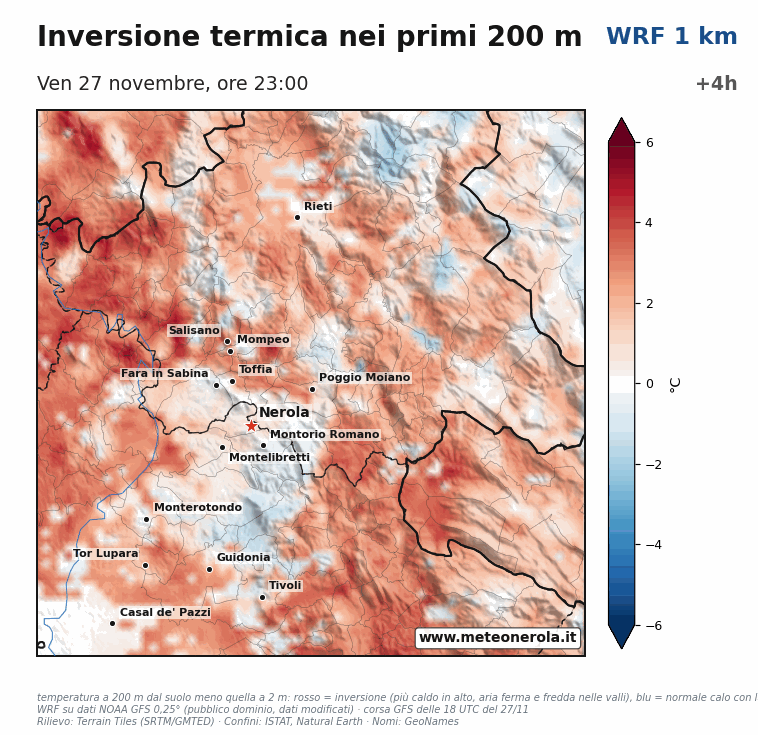 Inversione termica nei primi 200 m WRF 1 km
Ven 27 novembre, ore 23:00 +4h
Rieti
Salisano
Mompeo
Toffia
Fara in Sabina
Poggio Moiano
Nerola
Montorio Romano
Montelibretti
Monterotondo
Tor Lupara
Guidonia
Tivoli
Casal de' Pazzi
www.meteonerola.it
6
4
2
0
−2
−4
−6
°C
temperatura a 200 m dal suolo meno quella a 2 m: rosso = inversione (più caldo in alto, aria ferma e fredda nelle valli), blu = normale calo con
WRF su dati NOAA GFS 0,25° (pubblico dominio, dati modificati) · corsa GFS delle 18 UTC del 27/11
Rilievo: Terrain Tiles (SRTM/GMTED) · Confini: ISTAT, Natural Earth · Nomi: GeoNames